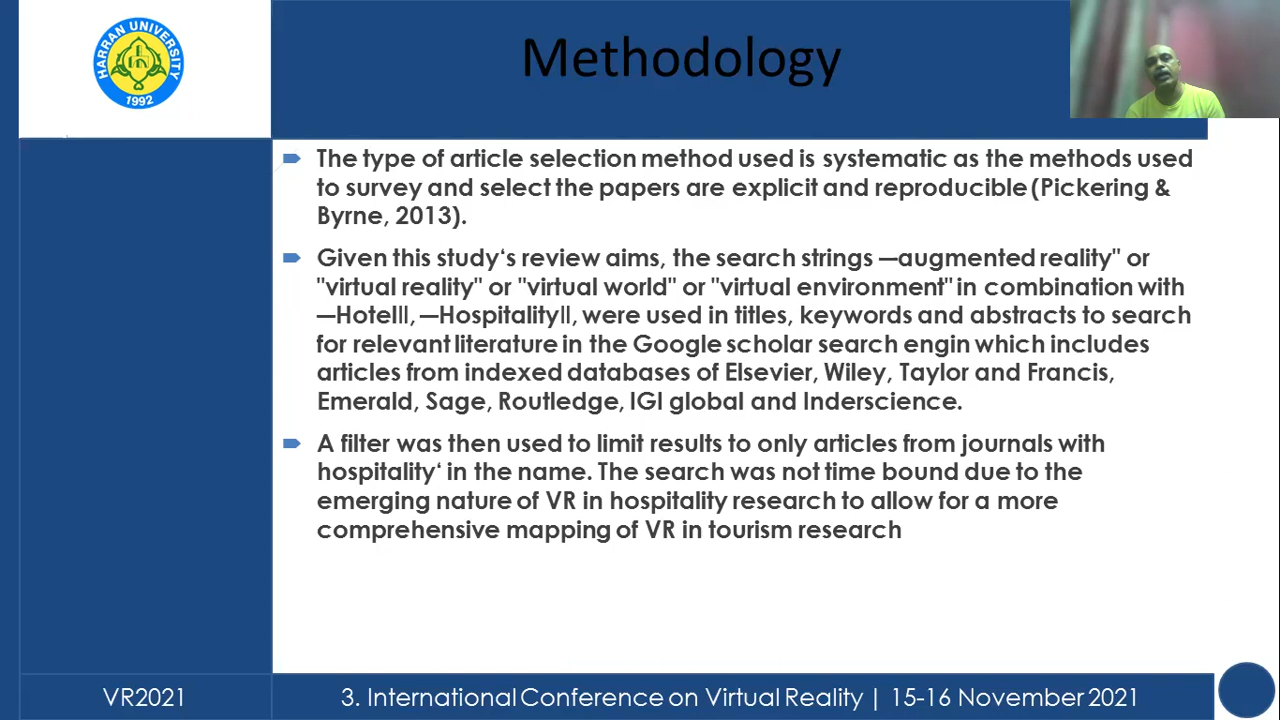 HARRAN UNIVERSITY
1992
Methodology
The type of article selection method used is systematic as the methods used
to survey and select the papers are explicit and reproducible (Pickering &
Byrne, 2013).
Given this study‘s review aims, the search strings ―augmented reality" or
"virtual reality" or "virtual world" or "virtual environment" in combination with
―Hotel‖, ―Hospitality‖, were used in titles, keywords and abstracts to search
for relevant literature in the Google scholar search engin which includes
articles from indexed databases of Elsevier, Wiley, Taylor and Francis,
Emerald, Sage, Routledge, IGI global and Inderscience.
A filter was then used to limit results to only articles from journals with
hospitality‘ in the name. The search was not time bound due to the
emerging nature of VR in hospitality research to allow for a more
comprehensive mapping of VR in tourism research
VR2021
3. International Conference on Virtual Reality | 15-16 November 2021